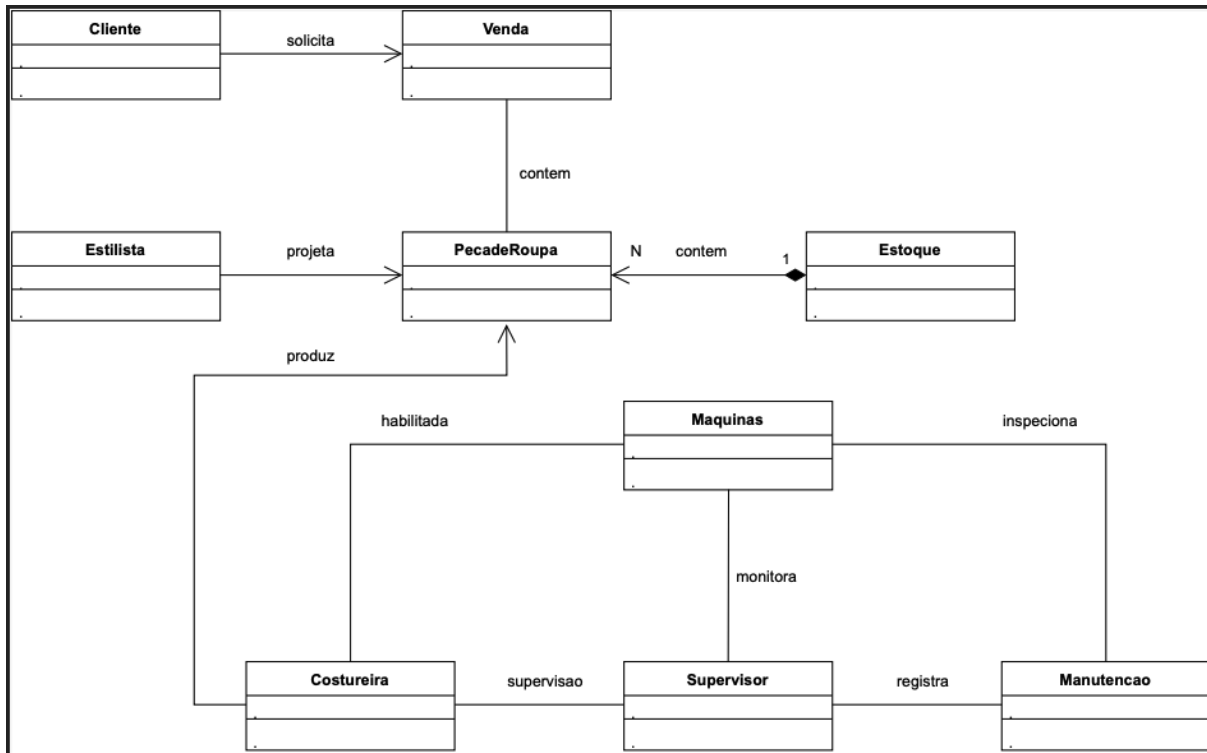 Cliente
solicita
Venda
.
.
.
.
contem
Estilista
projeta
PecadeRoupa
N
contem
1
Estoque
.
.
.
.
.
.
produz
habilitada
Maquinas
inspeciona
.
.
monitora
Costureira
supervisao
Supervisor
registra
Manutencao
.
.
.
.
.
.